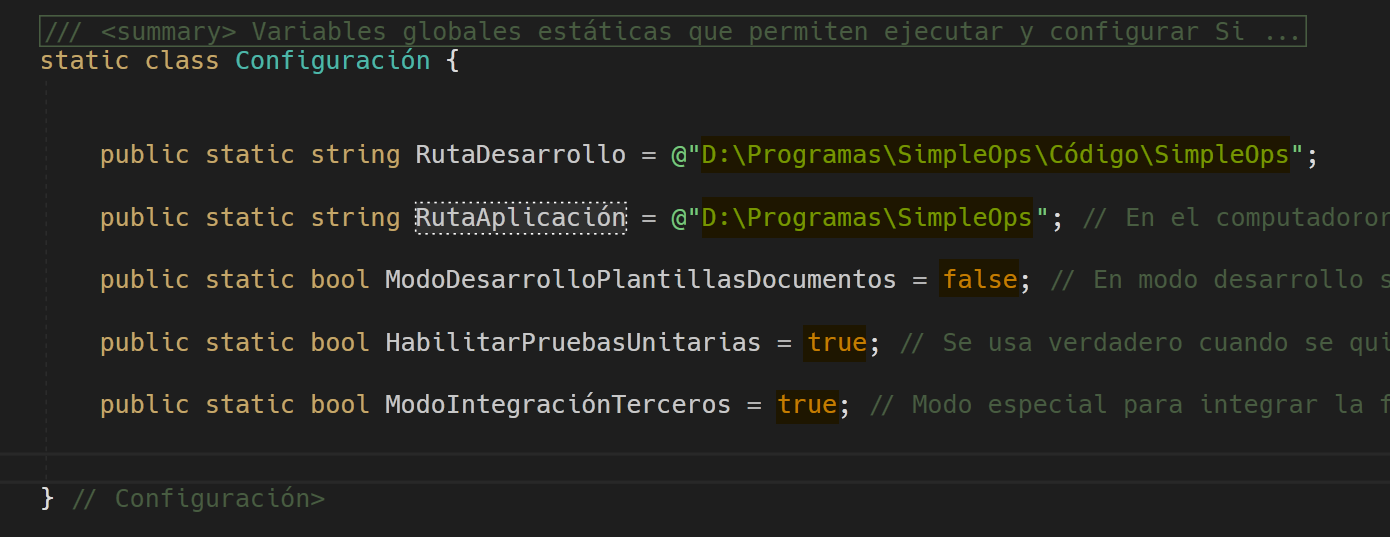 /// <summary> Variables globales estáticas que permiten ejecutar y configurar Si ...
static class Configuración {
public static string RutaDesarrollo = @"D:\Programas\SimpleOps\Código\SimpleOps";
public static string RutaAplicación = @"D:\Programas\SimpleOps"; // En el computadoror
public static bool ModoDesarrolloPlantillasDocumentos = false; // En modo desarrollo s
public static bool HabilitarPruebasUnitarias = true; // Se usa verdadero cuando se qui
public static bool ModoIntegraciónTerceros = true; // Modo especial para integrar la f
} // Configuración>